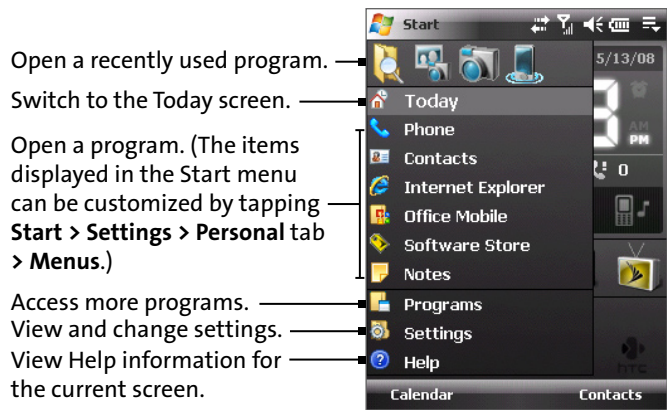 Start
5/13/08
Open a recently used program.
Switch to the Today screen.
Today
Phone
AM
PM
Open a program. (The items
displayed in the Start menu
can be customized by tapping
Start > Settings > Personal tab
> Menus.)
Contacts
0
Internet Explorer
Office Mobile
Software Store
Notes
Access more programs.
Programs
View and change settings.
Settings
View Help information for
the current screen.
Help
hTC
Calendar
Contacts